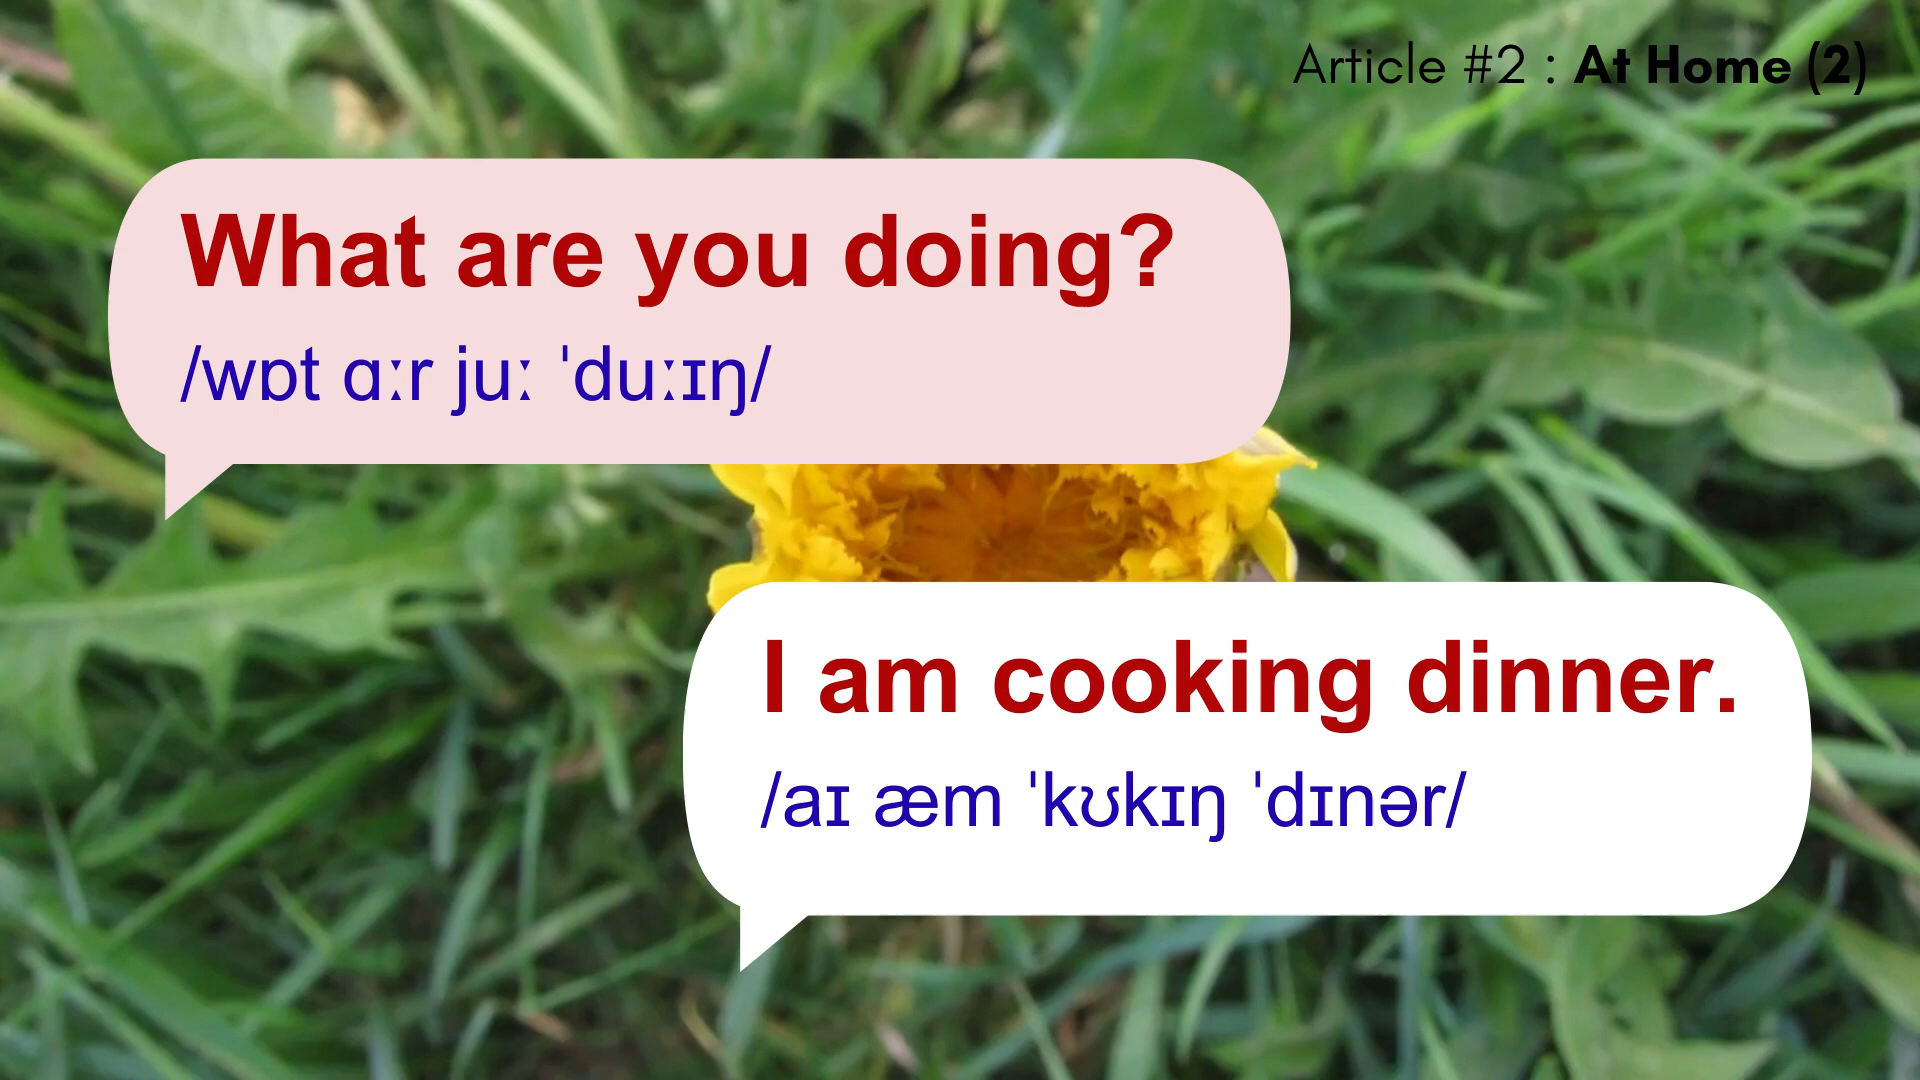 Article #2 : At Home (2)
What are you doing?
/wɒt ɑːr juː ˈduːɪŋ/
I am cooking dinner.
/aɪ æm ˈkʊkɪŋ ˈdɪnər/